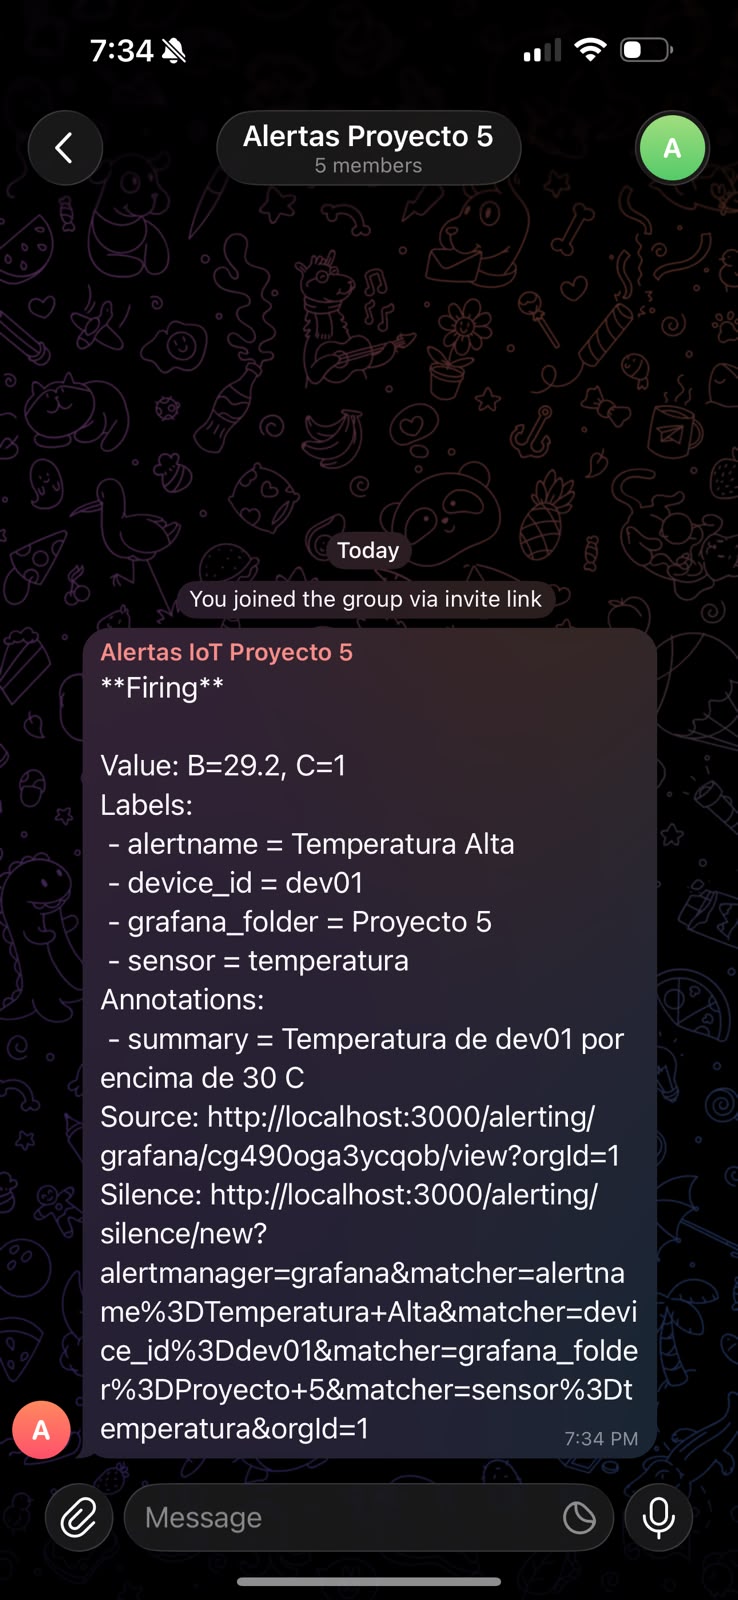 7:34
Alertas Proyecto 5
5 members
A
Today
You joined the group via invite link
Alertas IoT Proyecto 5
**Firing**
Value: B=29.2, C=1
Labels:
- alertname = Temperatura Alta
- device_id = dev01
- grafana_folder = Proyecto 5
- sensor = temperatura
Annotations:
- summary = Temperatura de dev01 por
encima de 30 C
Source: http://localhost:3000/alerting/
grafana/cg490oga3ycqob/view?orgId=1
Silence: http://localhost:3000/alerting/
silence/new?
alertmanager=grafana&matcher=alertna
me%3DTemperatura+Alta&matcher=devi
ce_id%3Ddev01&matcher=grafana_folde
r%3DProyecto+5&matcher=sensor%3Dt
emperatura&orgId=1
7:34 PM
A
Message